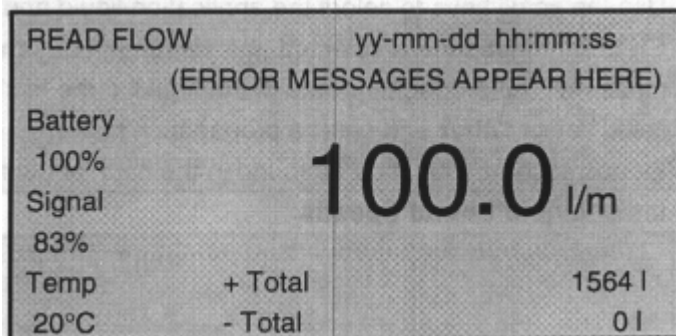 READ FLOW yy-mm-dd hh:mm:ss
(ERROR MESSAGES APPEAR HERE)
Battery
100%
100.0 l/m
Signal
83%
Temp + Total 1564 l
20°C - Total 0 l